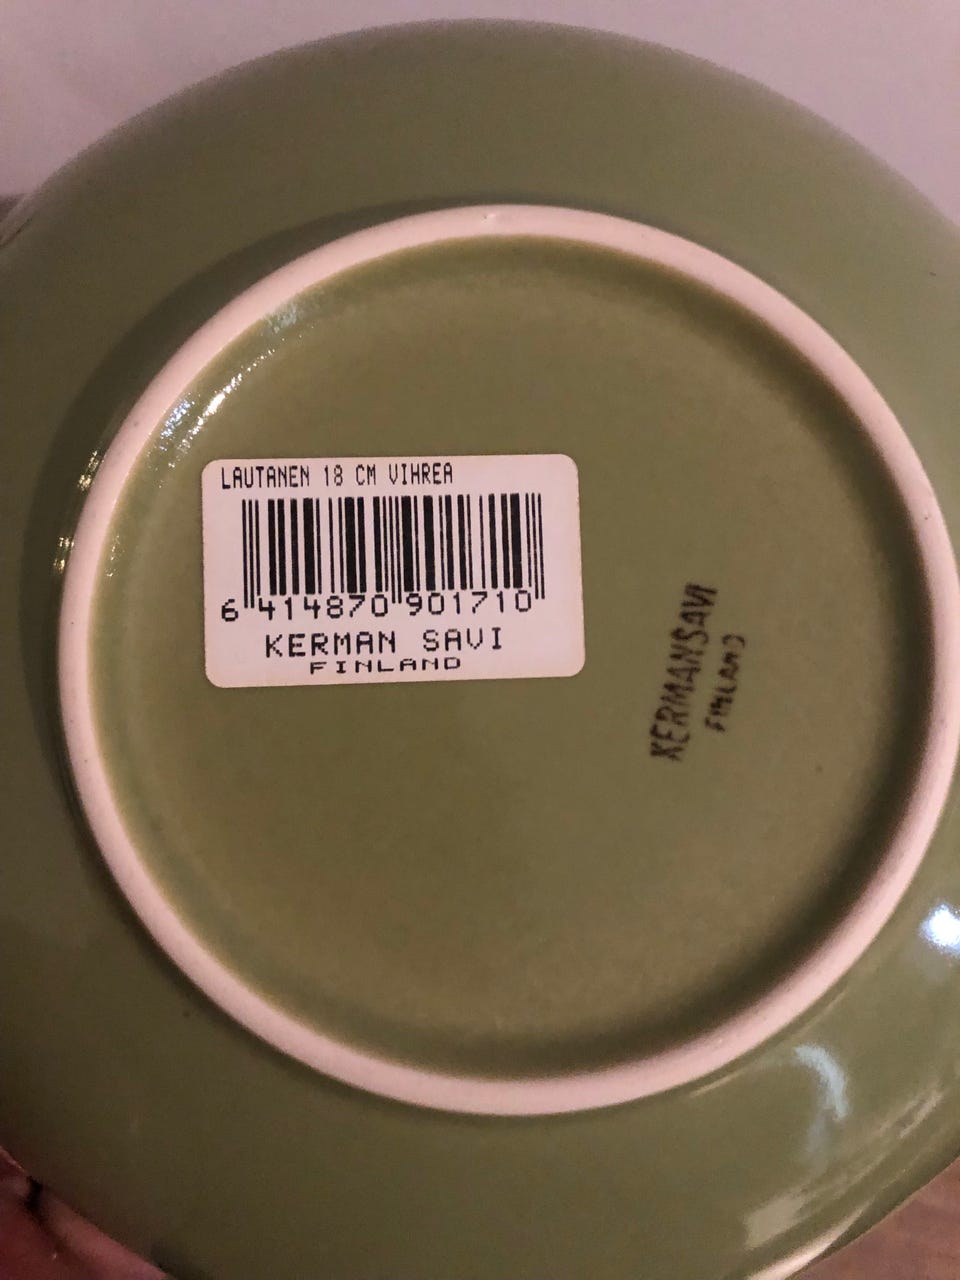 LAUTANEN 18 CM VIHREA
6 414870 901710
KERMAN SAVI
FINLAND
KERMANSAVI
FINLAND